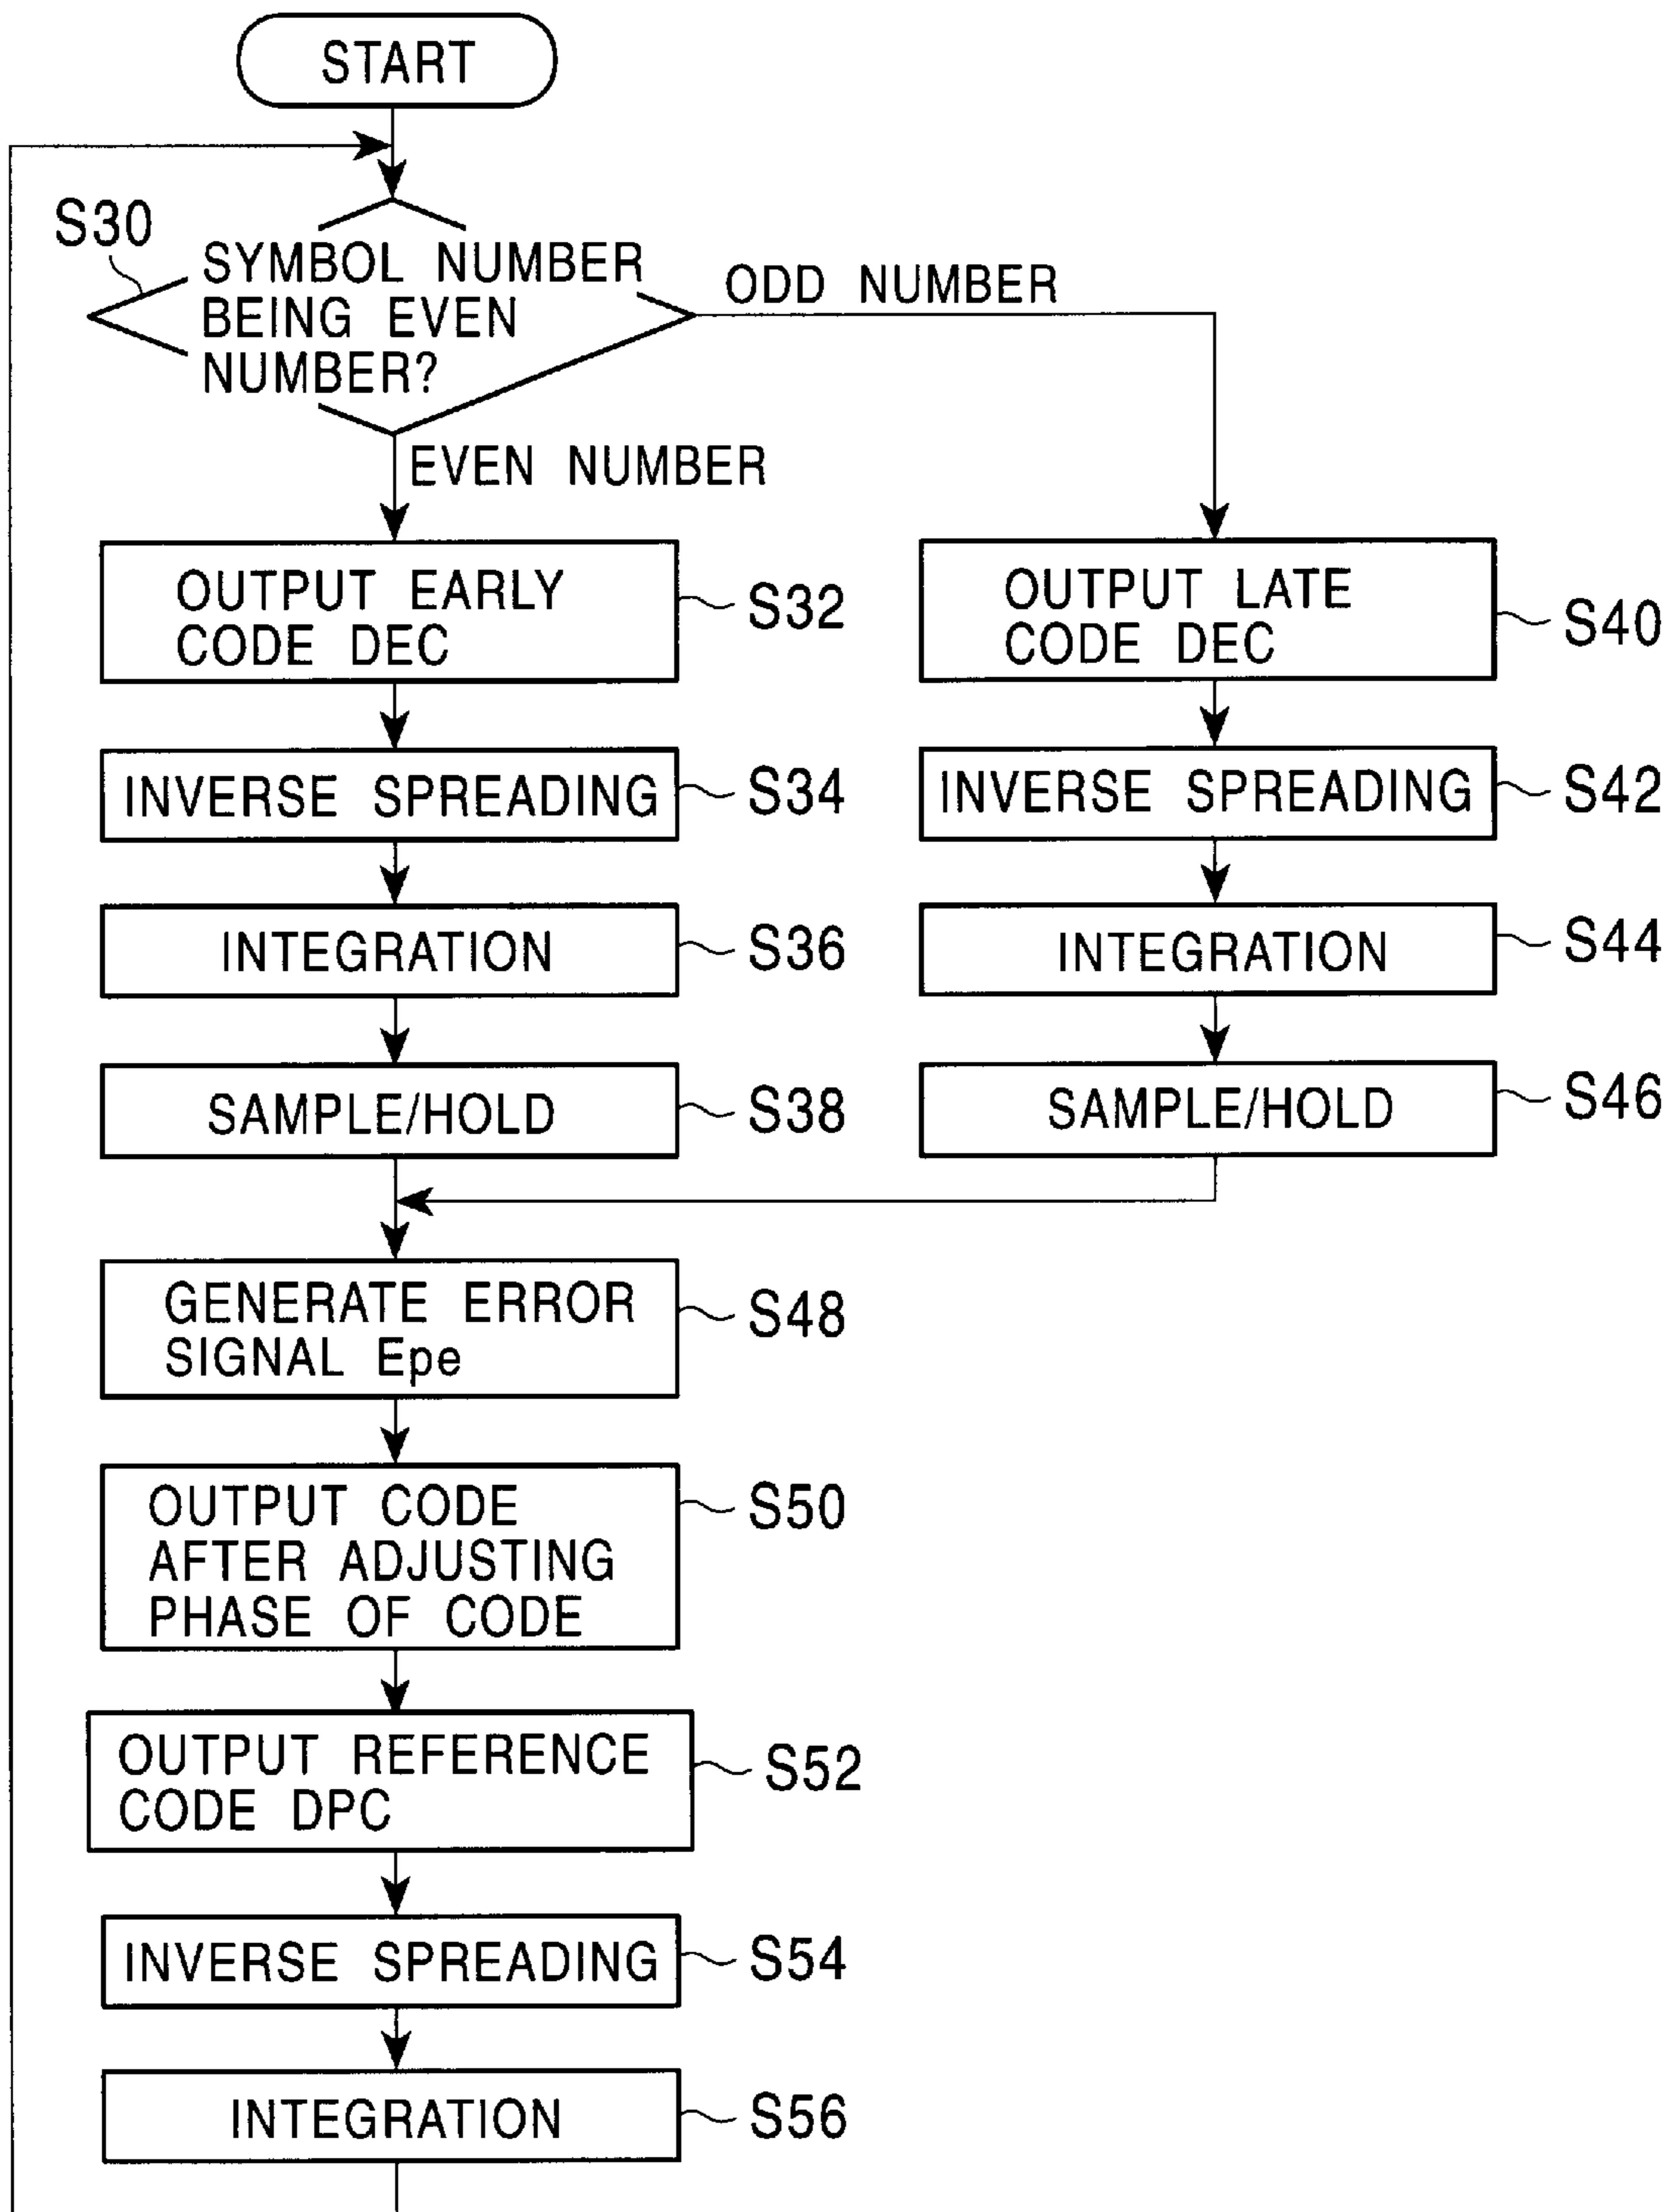 START
S30
SYMBOL NUMBER
BEING EVEN
NUMBER?
ODD NUMBER
EVEN NUMBER
OUTPUT EARLY
CODE DEC
S32
OUTPUT LATE
CODE DEC
S40
INVERSE SPREADING
S34
INVERSE SPREADING
S42
INTEGRATION
S36
INTEGRATION
S44
SAMPLE/HOLD
S38
SAMPLE/HOLD
S46
GENERATE ERROR
SIGNAL Epe
S48
OUTPUT CODE
AFTER ADJUSTING
PHASE OF CODE
S50
OUTPUT REFERENCE
CODE DPC
S52
INVERSE SPREADING
S54
INTEGRATION
S56